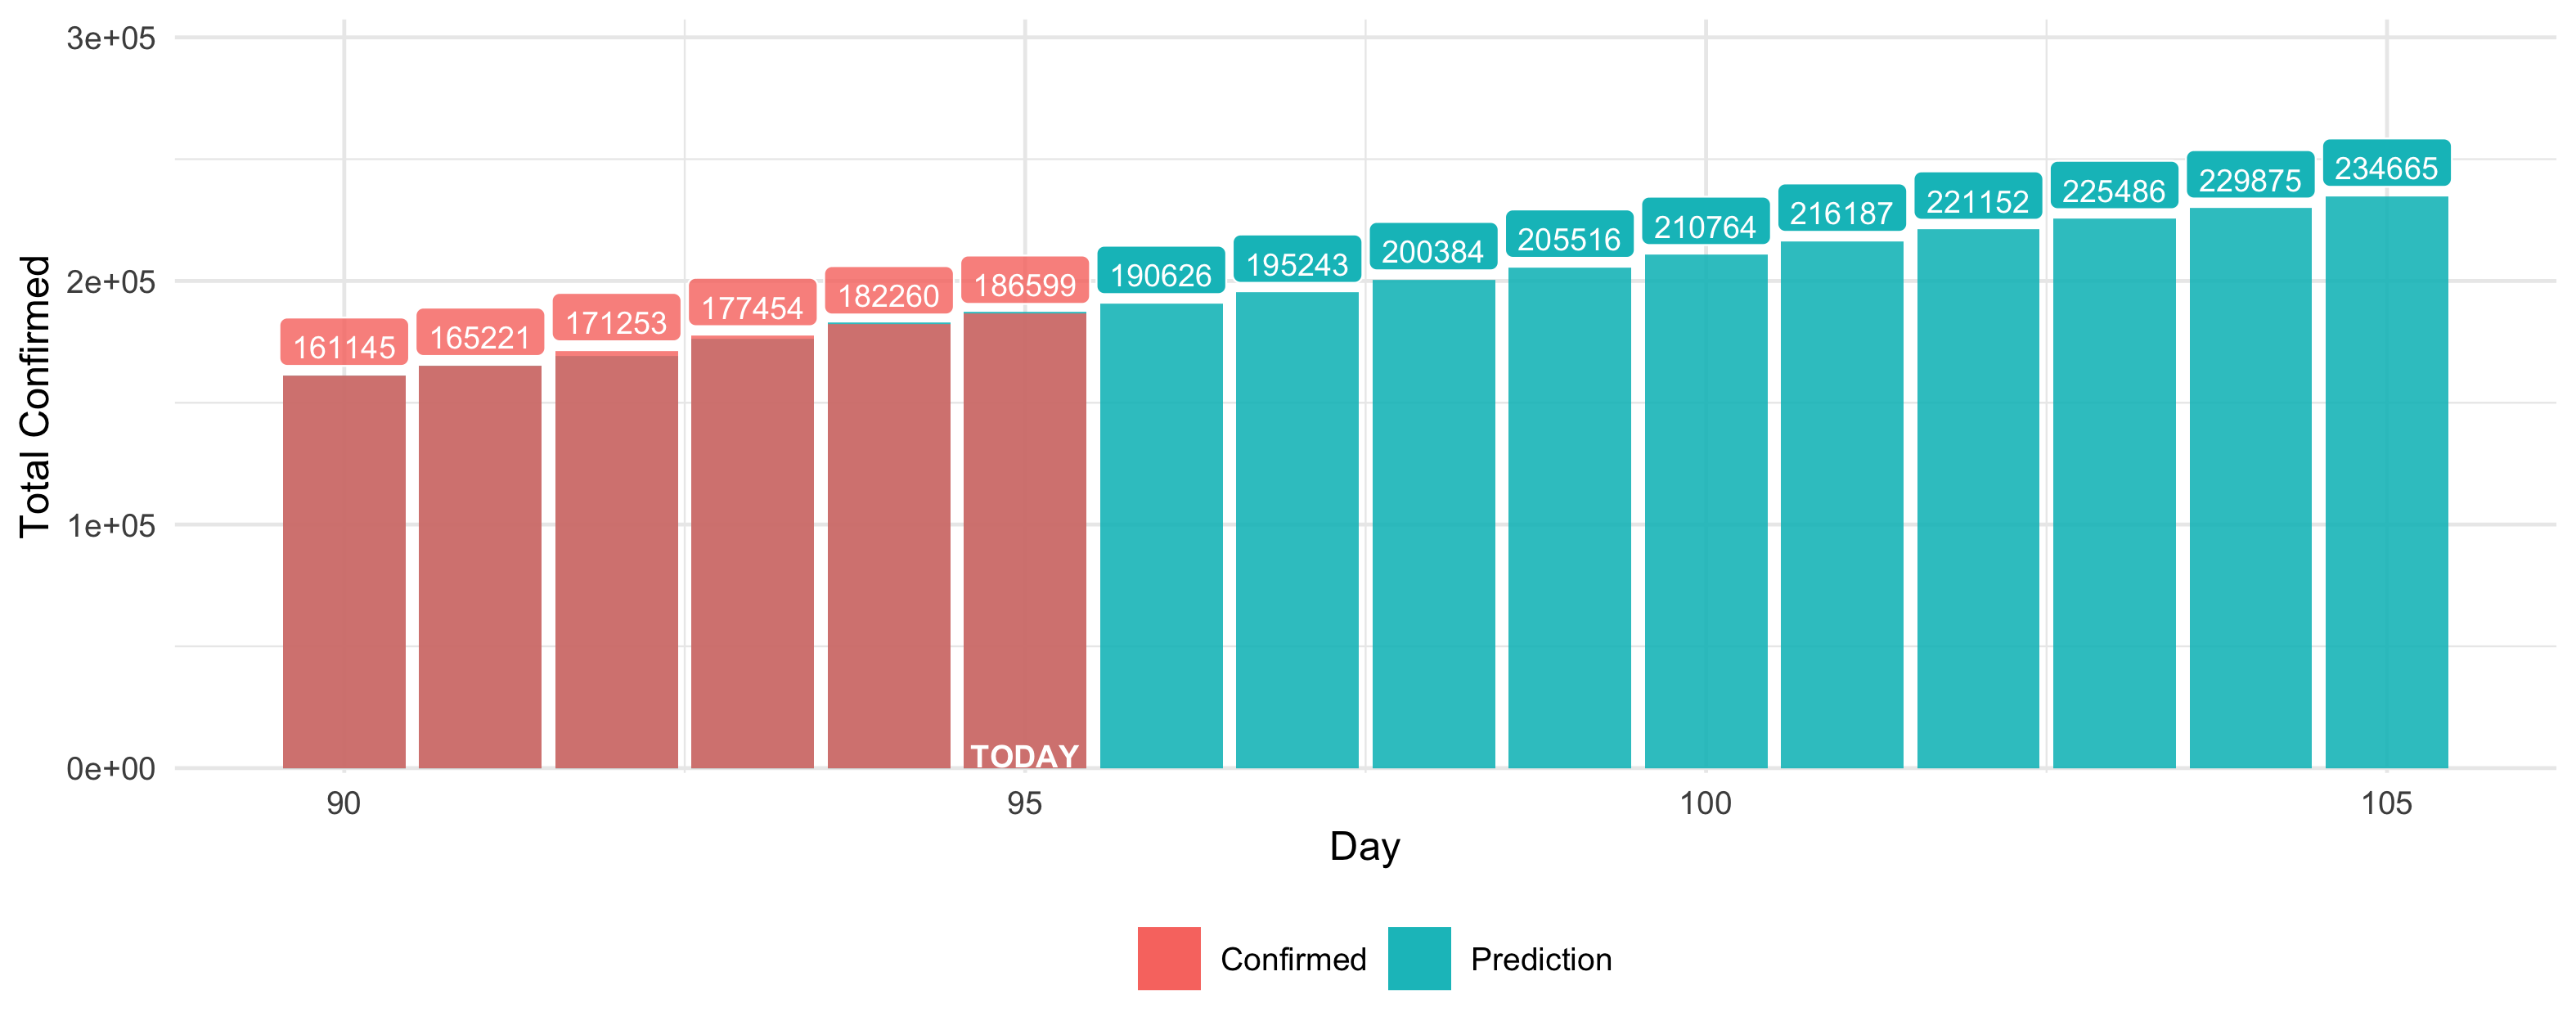 3e+05
2e+05
1e+05
0e+00
Total Confirmed
161145
165221
171253
177454
182260
186599
190626
195243
200384
205516
210764
216187
221152
225486
229875
234665
TODAY
90 95 100 105
Day
Confirmed Prediction